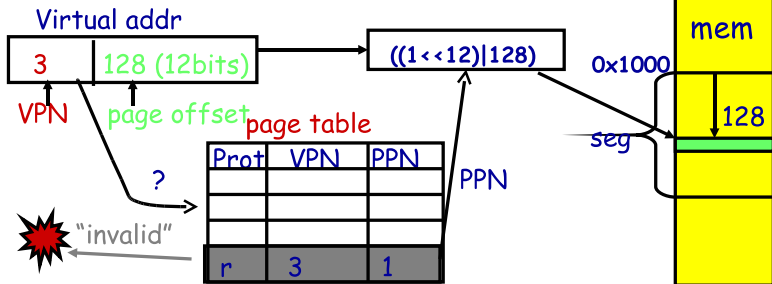 Virtual addr
3
128 (12bits)
VPN
page offset
((1<<12)|128)
mem
0x1000
128
seg
page table
Prot VPN PPN
?
PPN
"invalid"
r 3 1